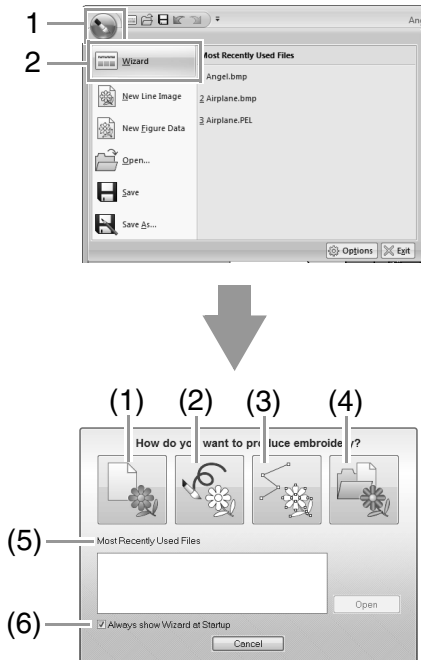 1
An
2
Wizard
Most Recently Used Files
Angel.bmp
New Line Image
2 Airplane.bmp
New Figure Data
3 Airplane.PEL
Open...
Save
Save As...
Options
Exit
(1) (2) (3) (4)
How do you want to produce embroidery?
(5)
Most Recently Used Files
Open
(6)
Always show Wizard at Startup
Cancel